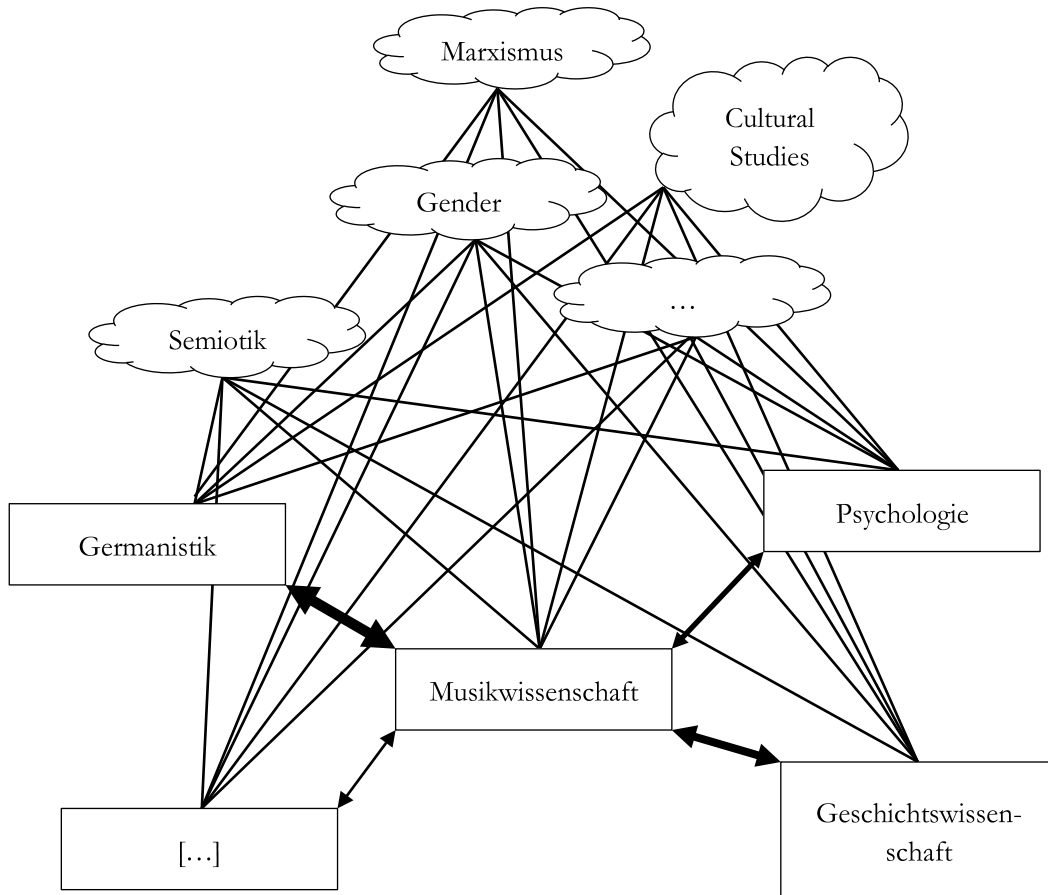 Marxismus
Cultural
Studies
Gender
…
Semiotik
Psychologie
Germanistik
Musikwissenschaft
Geschichtswissen-
schaft
[…]